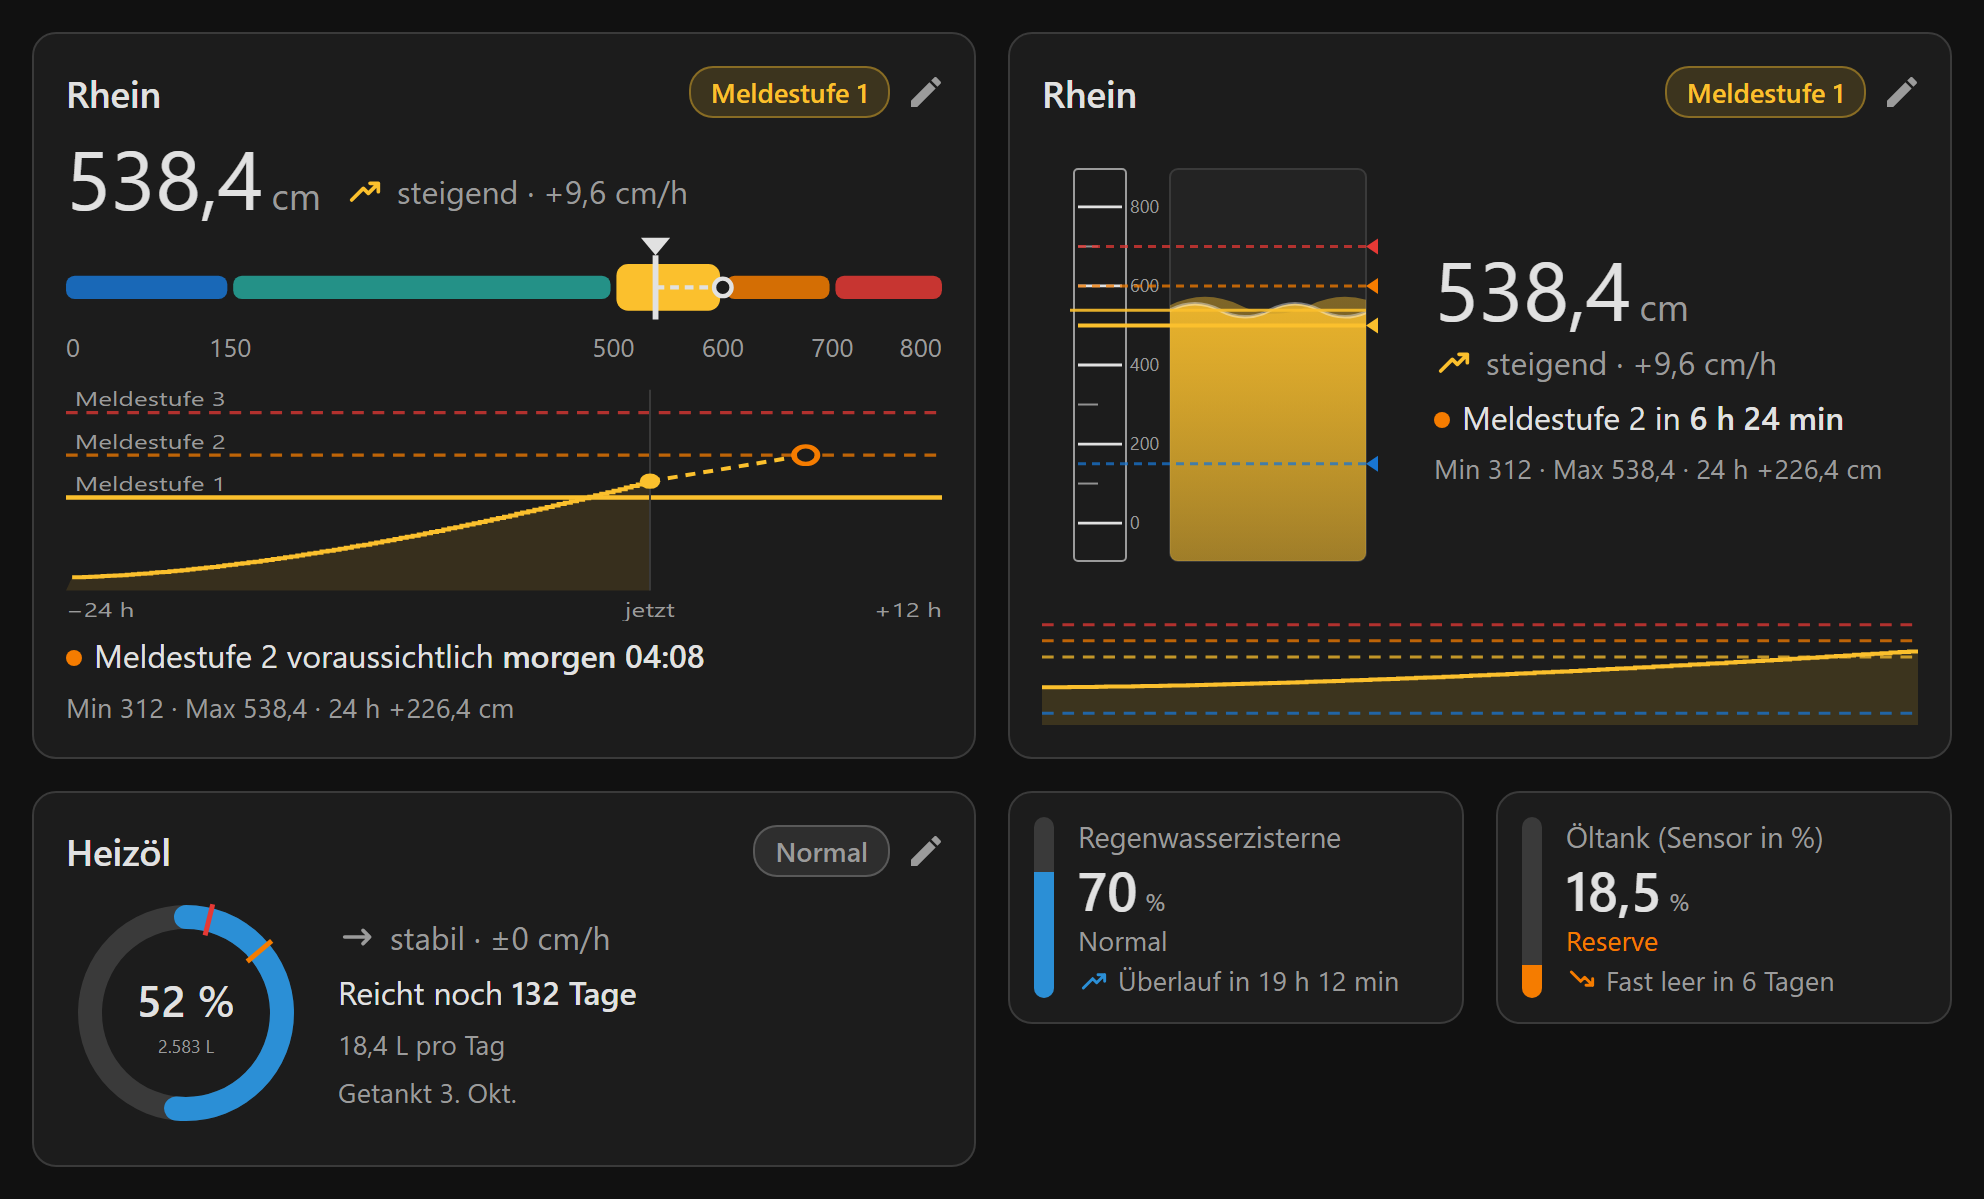 Rhein
Meldestufe 1
538,4 cm
steigend · +9,6 cm/h
0 150 500 600 700 800
Meldestufe 3
Meldestufe 2
Meldestufe 1
−24 h jetzt +12 h
Meldestufe 2 voraussichtlich morgen 04:08
Min 312 · Max 538,4 · 24 h +226,4 cm
Rhein
Meldestufe 1
800
600
400
200
0
538,4 cm
steigend · +9,6 cm/h
Meldestufe 2 in 6 h 24 min
Min 312 · Max 538,4 · 24 h +226,4 cm
Heizöl
Normal
52 %
2.583 L
stabil · ±0 cm/h
Reicht noch 132 Tage
18,4 L pro Tag
Getankt 3. Okt.
Regenwasserzisterne
70 %
Normal
Überlauf in 19 h 12 min
Öltank (Sensor in %)
18,5 %
Reserve
Fast leer in 6 Tagen